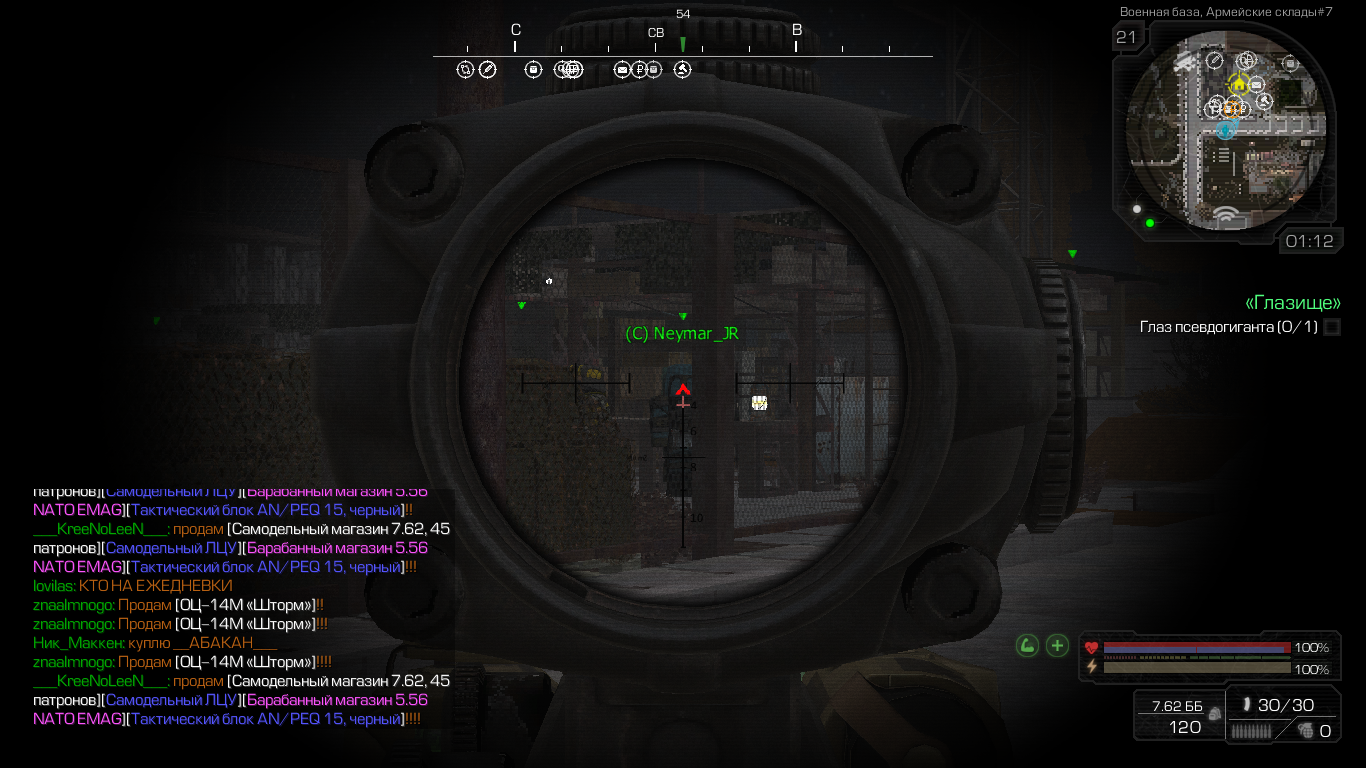 54
С
СВ
В
Военная база, Армейские склады#7
21
01:12
«Глазище»
Глаз псевдогиганта (0/1)
(C) Neymar_JR
4
6
8
10
патронов][Самодельный ЛЦУ][Барабанный магазин 5.56
NATO EMAG][Тактический блок AN/PEQ 15, черный]!!
___KreeNoLeeN___: продам [Самодельный магазин 7.62, 45
патронов][Самодельный ЛЦУ][Барабанный магазин 5.56
NATO EMAG][Тактический блок AN/PEQ 15, черный]!!!
lovilas: КТО НА ЕЖЕДНЕВКИ
znaalmnogo: Продам [ОЦ-14М «Шторм»]!!
znaalmnogo: Продам [ОЦ-14М «Шторм»]!!!
Ник_Маккен: куплю __АБАКАН___
znaalmnogo: Продам [ОЦ-14М «Шторм»]!!!!
___KreeNoLeeN___: продам [Самодельный магазин 7.62, 45
патронов][Самодельный ЛЦУ][Барабанный магазин 5.56
NATO EMAG][Тактический блок AN/PEQ 15, черный]!!!!
100%
100%
7.62 ББ
120
30/30
0